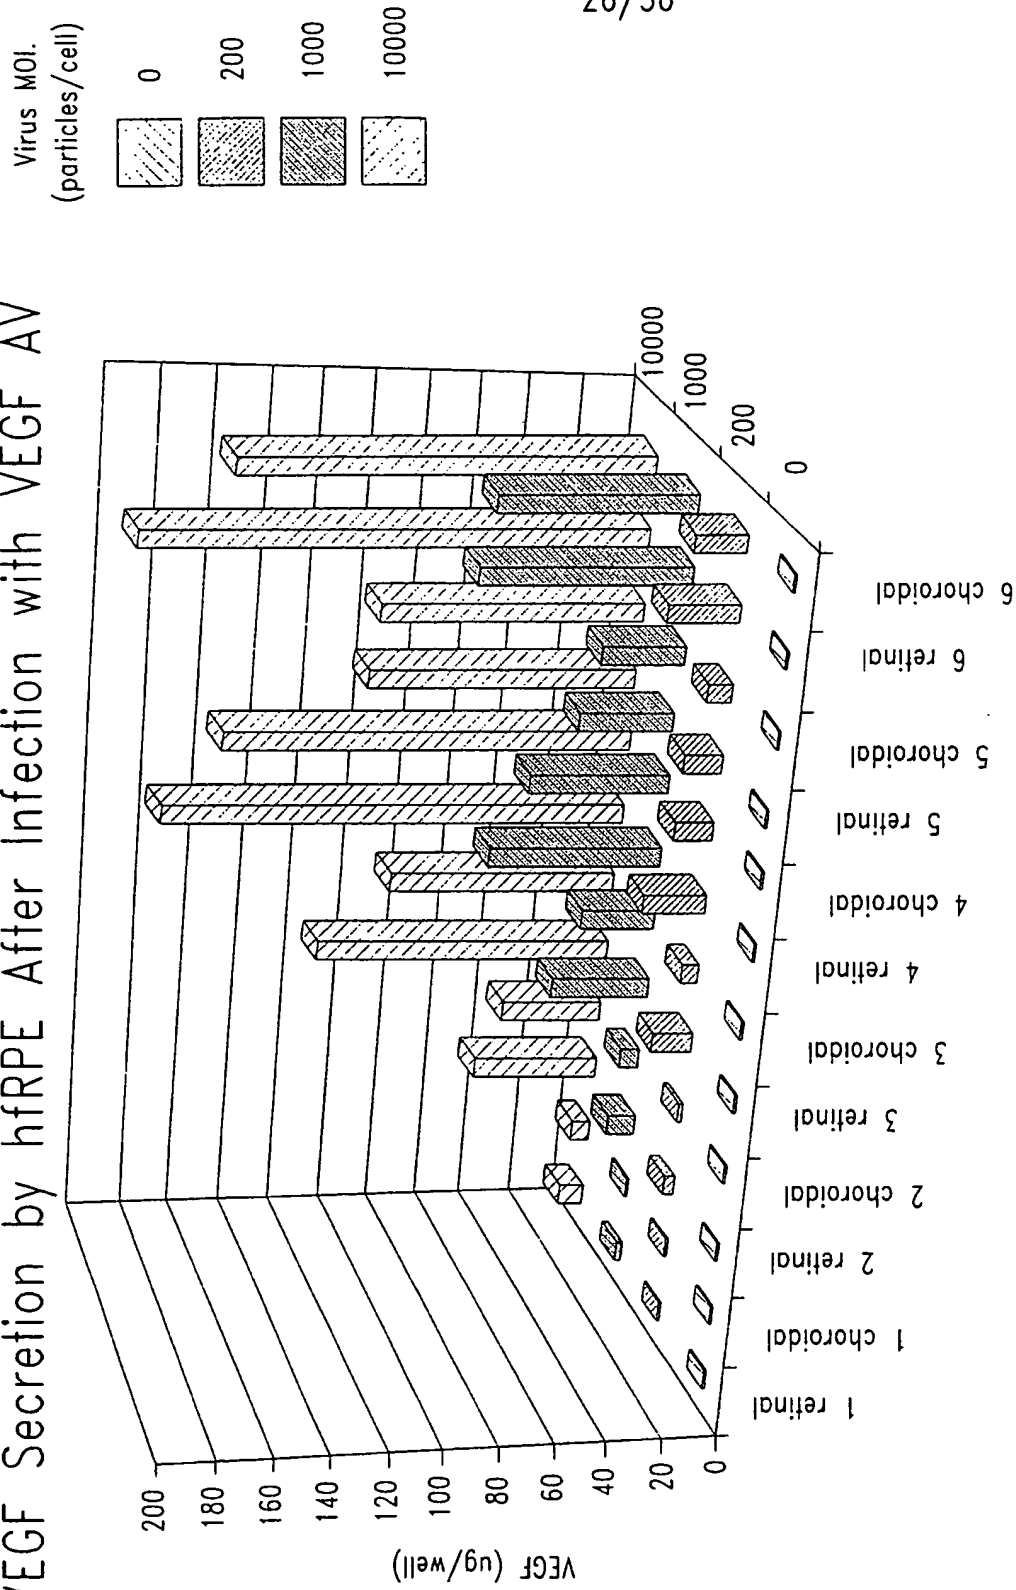 VEGF Secretion by hfRPE After Infection with VEGF AV
Virus MOI.
(particles/cell)
0
200
1000
10000
VEGF (ug/well)
200
180
160
140
120
100
80
60
40
20
0
10000
1000
200
0
1 retinal
1 choroidal
2 retinal
2 choroidal
3 retinal
3 choroidal
4 retinal
4 choroidal
5 retinal
5 choroidal
6 retinal
6 choroidal